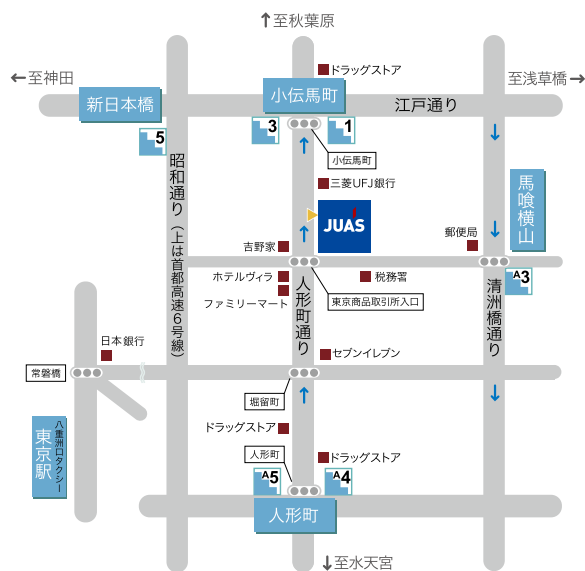 ↑至秋葉原
ドラッグストア
←至神田
至浅草橋→
新日本橋
小伝馬町
江戸通り
5
3
1
小伝馬町
昭和通り（上は首都高速6号線）
三菱UFJ銀行
馬喰横山
JUAS
吉野家
郵便局
ホテルヴィラ
税務署
A3
ファミリーマート
東京商品取引所入口
人形町通り
清洲橋通り
日本銀行
セブンイレブン
常磐橋
堀留町
東京駅
八重洲口タクシー
ドラッグストア
人形町
ドラッグストア
A5
A4
人形町
↓至水天宮